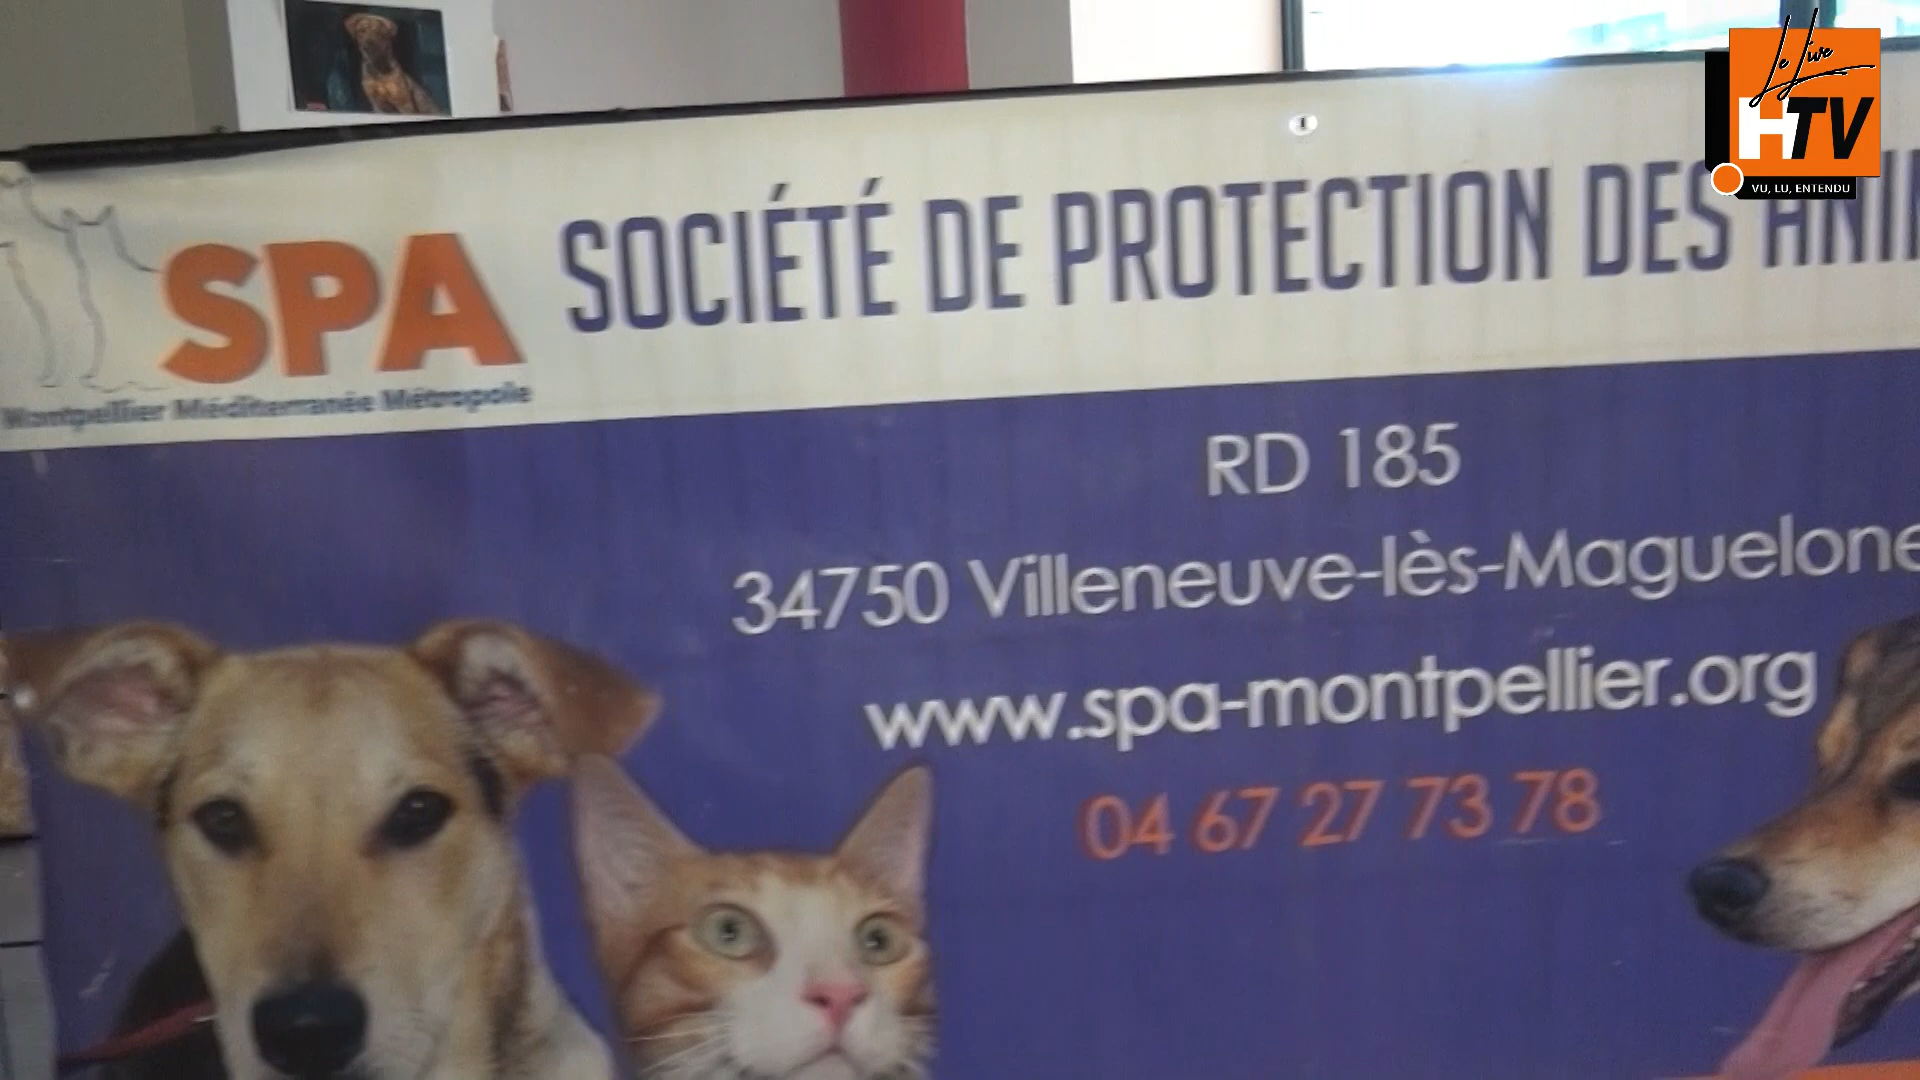 Le Live
HTV
VU, LU, ENTENDU
SPA
Montpellier Méditerranée Métropole
SOCIÉTÉ DE PROTECTION DES ANI
RD 185
34750 Villeneuve-lès-Maguelone
www.spa-montpellier.org
04 67 27 73 78